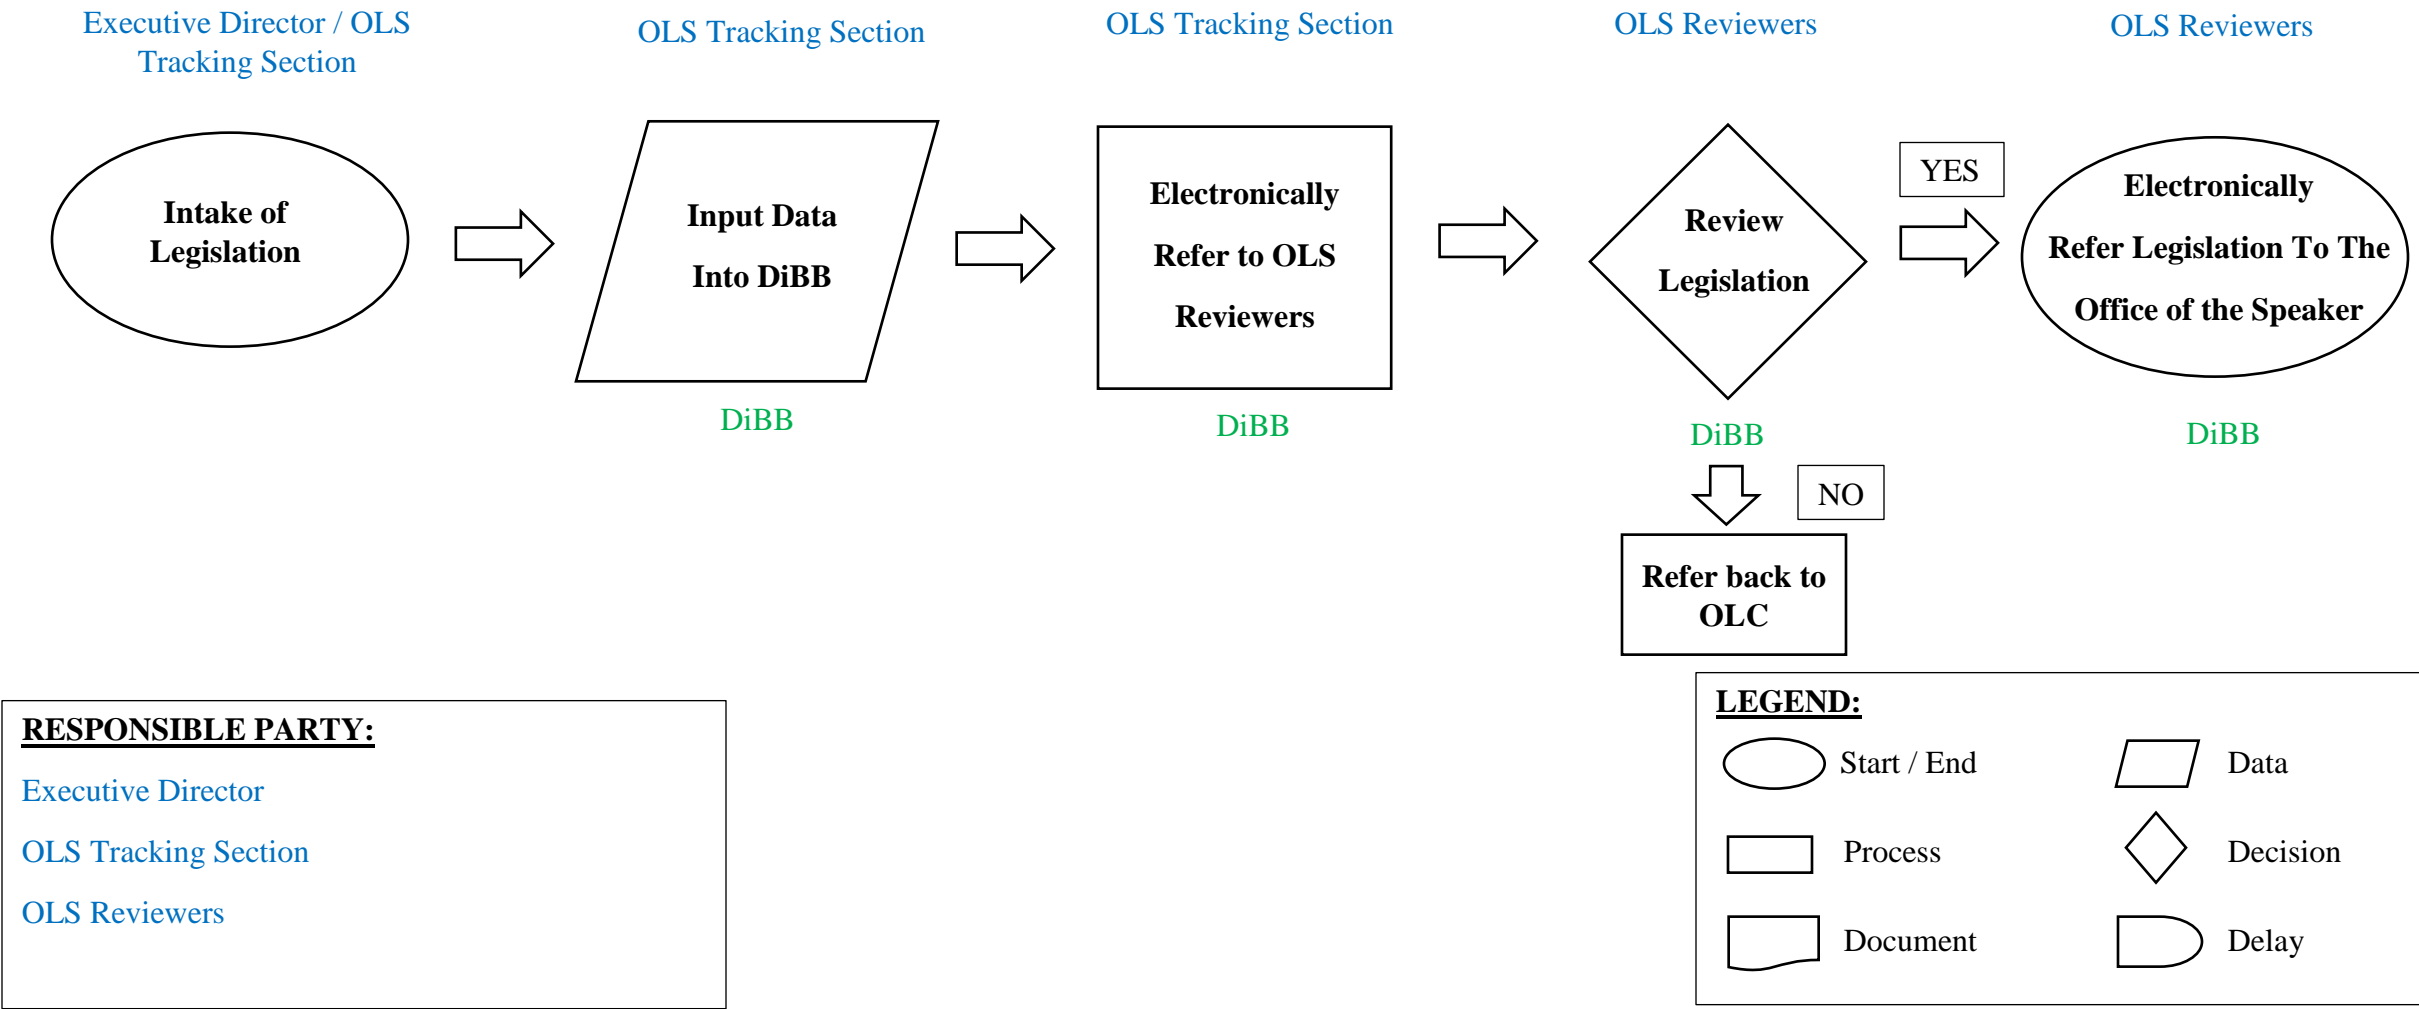 Executive Director / OLS
Tracking Section
OLS Tracking Section
OLS Tracking Section
OLS Reviewers
OLS Reviewers
Intake of
Legislation
Input Data
Into DiBB
Electronically
Refer to OLS
Reviewers
Review
Legislation
YES
Electronically
Refer Legislation To The
Office of the Speaker
DiBB
DiBB
DiBB
DiBB
NO
Refer back to
OLC
RESPONSIBLE PARTY:
Executive Director
OLS Tracking Section
OLS Reviewers
LEGEND:
Start / End
Data
Process
Decision
Document
Delay